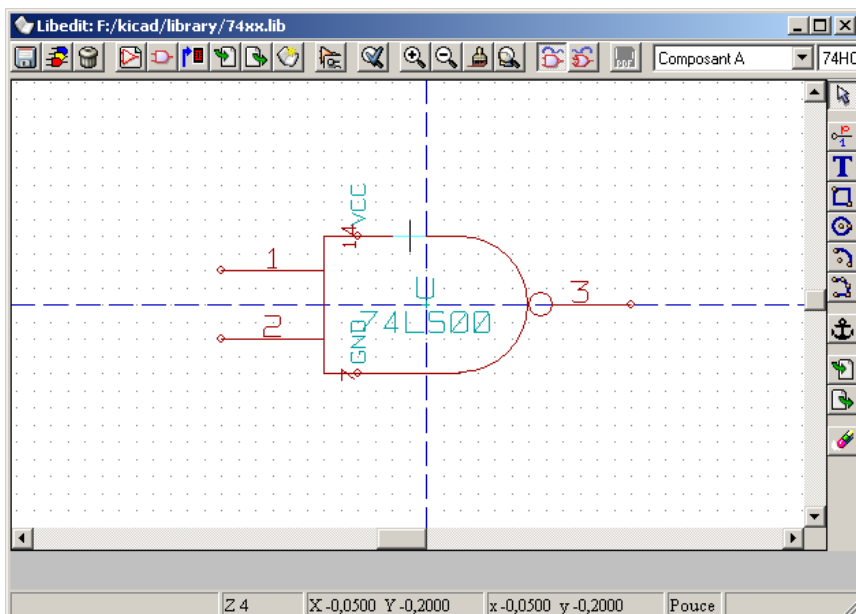 Libedit: F:/kicad/library/74xx.lib
Composant A
74HC
VCC
14
1
U
3
74LS00
2
GND
7
Z 4
X -0,0500 Y -0,2000
x -0,0500 y -0,2000
Pouce